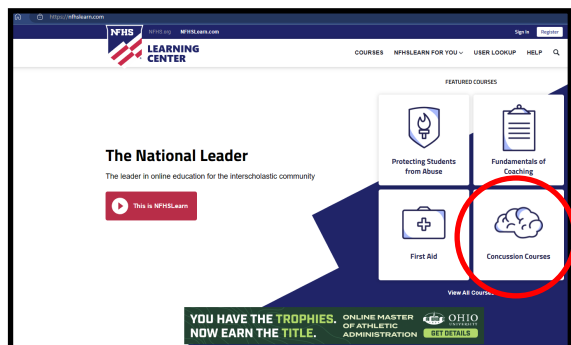 https://nfhslearn.com
NFHS
NFHS.org NFHSLearn.com
Sign In Register
LEARNING
CENTER
COURSES NFHSLEARN FOR YOU USER LOOKUP HELP
FEATURED COURSES
The National Leader
The leader in online education for the interscholastic community
This is NFHSLearn
Protecting Students
from Abuse
Fundamentals of
Coaching
First Aid
Concussion Courses
View All Courses
YOU HAVE THE TROPHIES.
NOW EARN THE TITLE.
ONLINE MASTER
OF ATHLETIC
ADMINISTRATION
OHIO
UNIVERSITY
GET DETAILS